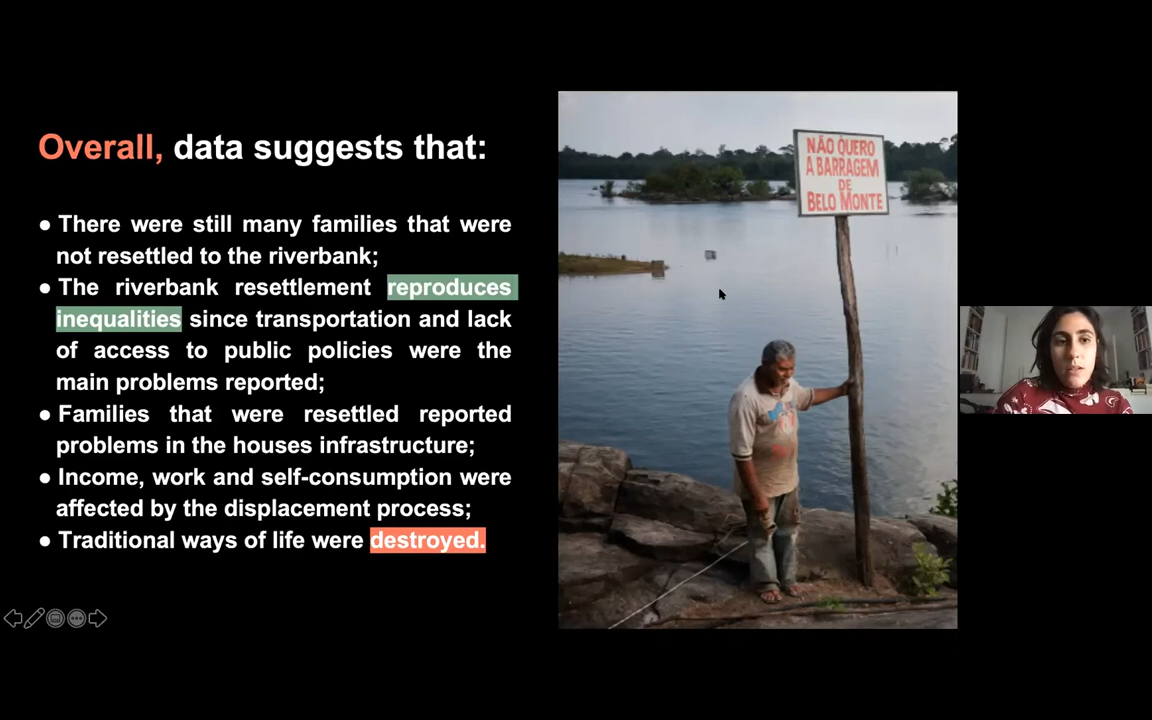 Overall, data suggests that:
● There were still many families that were
not resettled to the riverbank;
● The riverbank resettlement reproduces
inequalities since transportation and lack
of access to public policies were the
main problems reported;
● Families that were resettled reported
problems in the houses infrastructure;
● Income, work and self-consumption were
affected by the displacement process;
● Traditional ways of life were destroyed.
NÃO QUERO
A BARRAGEM
DE
BELO MONTE